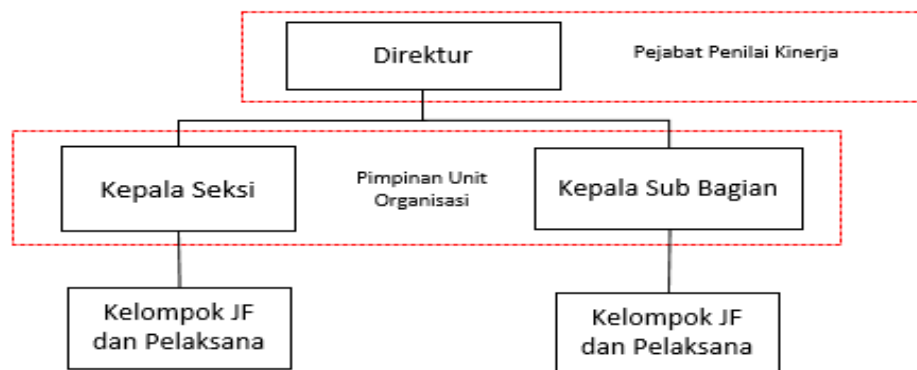 Direktur
Pejabat Penilai Kinerja
Kepala Seksi
Pimpinan Unit
Organisasi
Kepala Sub Bagian
Kelompok JF
dan Pelaksana
Kelompok JF
dan Pelaksana